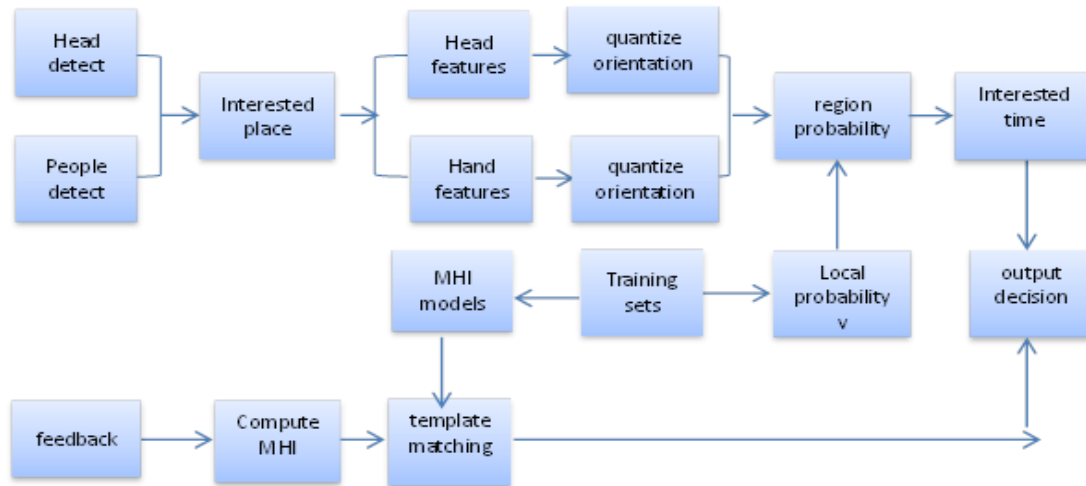 Head
detect
Head
features
quantize
orientation
Interested
place
region
probability
Interested
time
People
detect
Hand
features
quantize
orientation
MHI
models
Training
sets
Local
probability
v
output
decision
feedback
Compute
MHI
template
matching